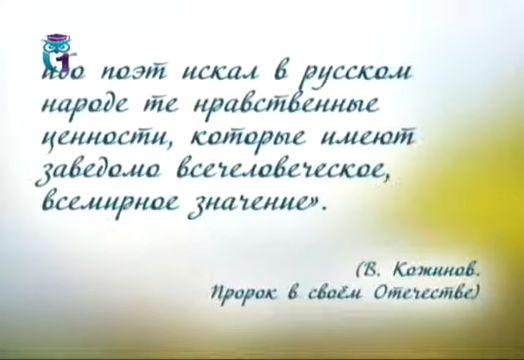 ибо поэт искал в русском
народе те нравственные
ценности, которые имеют
заведомо всечеловеческое,
всемирное значение».
(В. Кожинов.
Пророк в своём Отечестве)